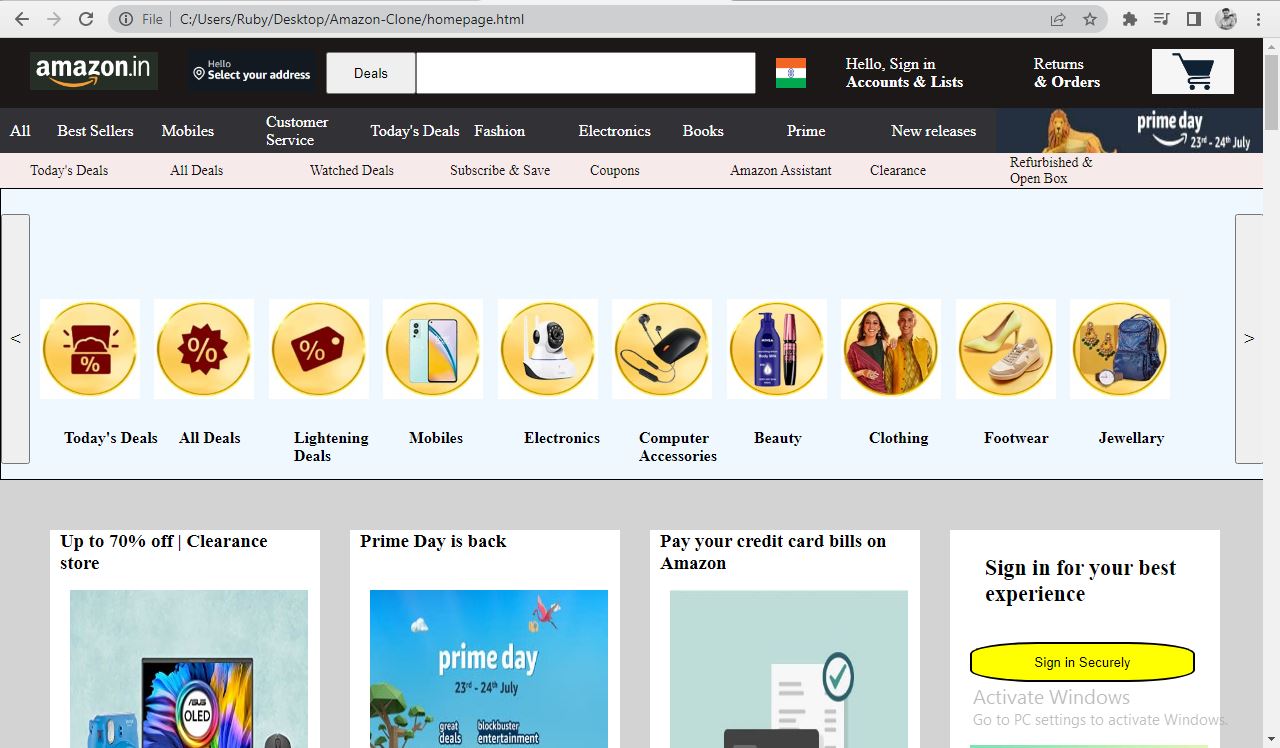 File C:/Users/Ruby/Desktop/Amazon-Clone/homepage.html
amazon.in
Hello
Select your address
Deals
Hello, Sign in
Accounts & Lists
Returns
& Orders
All Best Sellers Mobiles Customer Service Today's Deals Fashion Electronics Books Prime New releases
prime day
23rd - 24th July
Today's Deals All Deals Watched Deals Subscribe & Save Coupons Amazon Assistant Clearance Refurbished & Open Box
<
%
%
%
NIVEA
>
Today's Deals All Deals Lightening Deals Mobiles Electronics Computer Accessories Beauty Clothing Footwear Jewellary
Up to 70% off | Clearance
store
ASUS
OLED
Prime Day is back
prime day
23rd - 24th July
great
deals
blockbuster
entertainment
Pay your credit card bills on
Amazon
Sign in for your best
experience
Sign in Securely
Activate Windows
Go to PC settings to activate Windows.